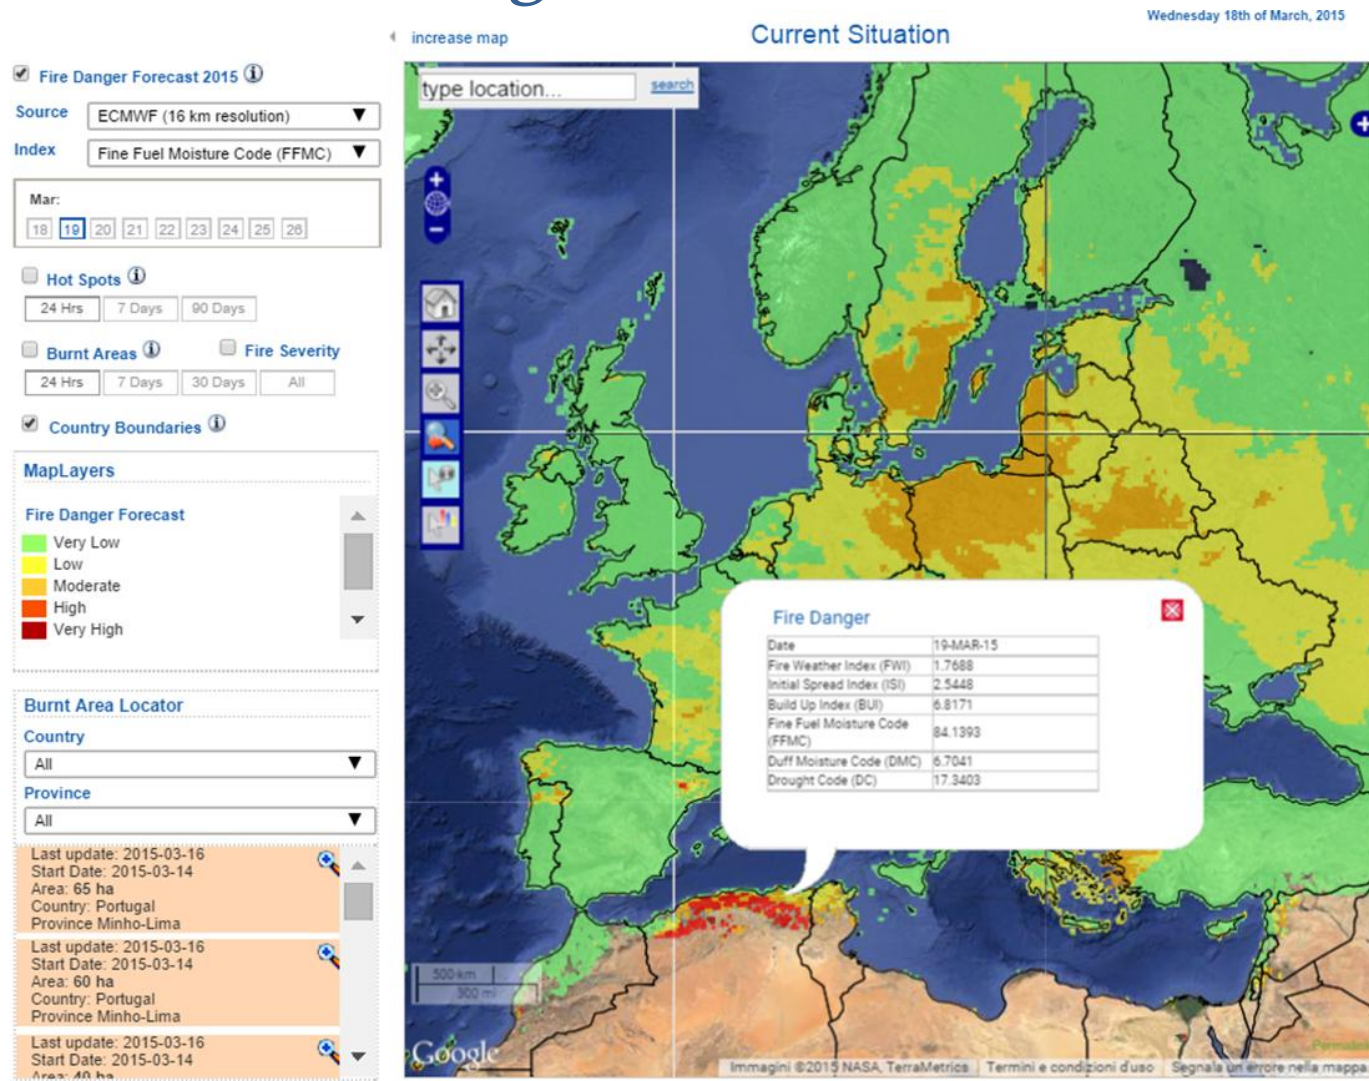 Wednesday 18th of March, 2015
increase map
Current Situation
Fire Danger Forecast 2015
Source
ECMWF (16 km resolution)
Index
Fine Fuel Moisture Code (FFMC)
Mar:
18 19 20 21 22 23 24 25 26
Hot Spots
24 Hrs 7 Days 90 Days
Burnt Areas Fire Severity
24 Hrs 7 Days 30 Days All
Country Boundaries
MapLayers
Fire Danger Forecast
Very Low
Low
Moderate
High
Very High
Burnt Area Locator
Country
All
Province
All
Last update: 2015-03-16
Start Date: 2015-03-14
Area: 65 ha
Country: Portugal
Province Minho-Lima
Last update: 2015-03-16
Start Date: 2015-03-14
Area: 60 ha
Country: Portugal
Province Minho-Lima
Last update: 2015-03-16
Start Date: 2015-03-14
Area: 40 ha
type location... search
Fire Danger
Date 19-MAR-15
Fire Weather Index (FWI) 1.7688
Initial Spread Index (ISI) 2.5448
Build Up Index (BUI) 6.8171
Fine Fuel Moisture Code
(FFMC) 84.1393
Duff Moisture Code (DMC) 6.7041
Drought Code (DC) 17.3403
500 km
300 mi
Google
Permalink
Immagini ©2015 NASA, TerraMetrics Termini e condizioni d'uso Segnala un errore nella mappa